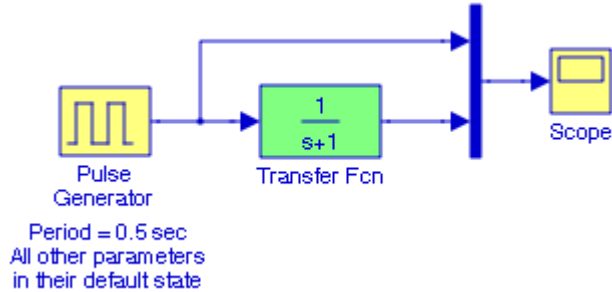 1
s+1
Scope
Pulse
Generator
Transfer Fcn
Period = 0.5 sec
All other parameters
in their default state